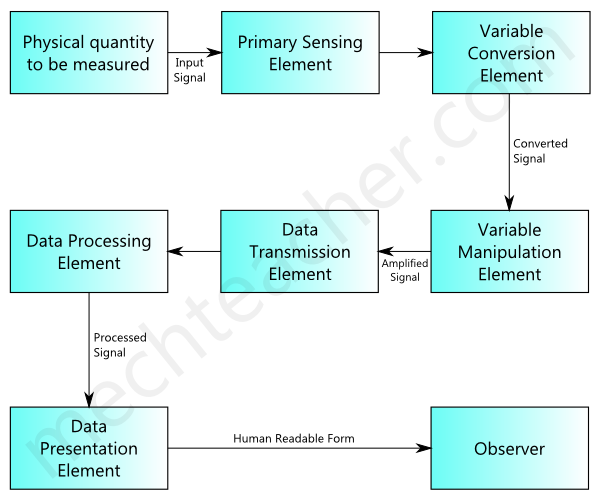 Physical quantity
to be measured
Input
Signal
Primary Sensing
Element
Variable
Conversion
Element
Converted
Signal
Variable
Manipulation
Element
Amplified
Signal
Data
Transmission
Element
Data Processing
Element
Processed
Signal
Data
Presentation
Element
Human Readable Form
Observer
mechteacher.com